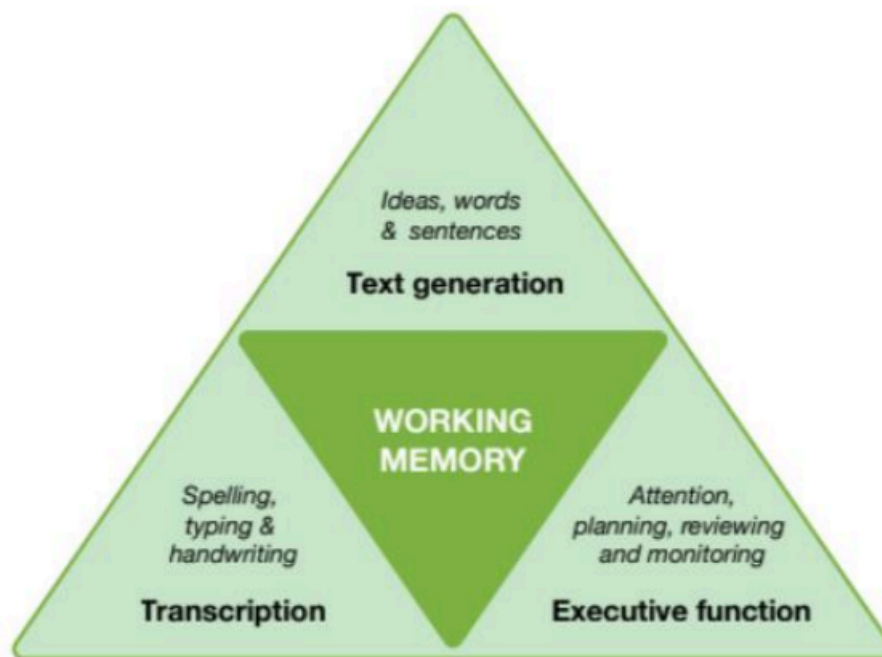 Ideas, words
& sentences
Text generation
WORKING
MEMORY
Spelling,
typing &
handwriting
Transcription
Attention,
planning, reviewing
and monitoring
Executive function